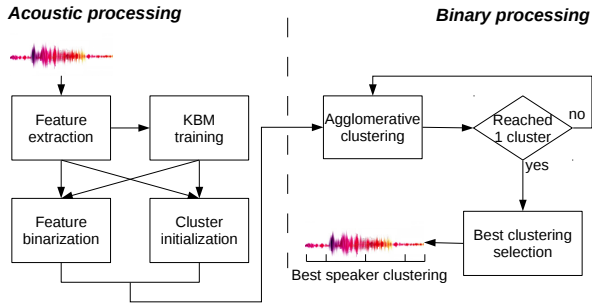 Acoustic processing
Binary processing
Feature
extraction
KBM
training
Agglomerative
clustering
Reached
1 cluster
no
yes
Feature
binarization
Cluster
initialization
Best clustering
selection
Best speaker clustering